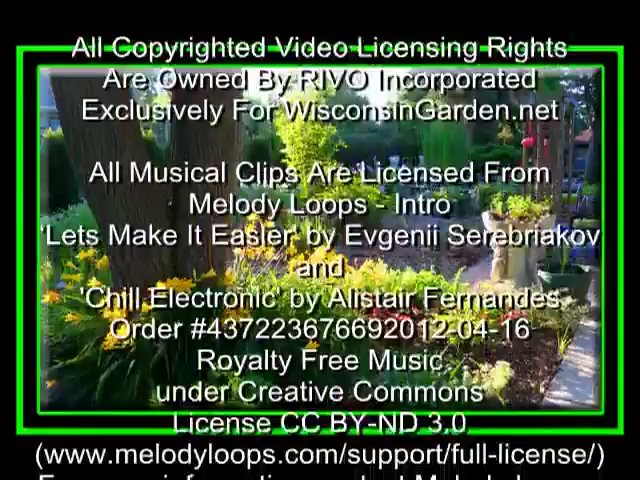 All Copyrighted Video Licensing Rights
Are Owned By RIVO Incorporated
Exclusively For WisconsinGarden.net
All Musical Clips Are Licensed From
Melody Loops - Intro
'Lets Make It Easier' by Evgenii Serebriakov
and
'Chill Electronic' by Alistair Fernandes
Order #437223676692012-04-16
Royalty Free Music
under Creative Commons
License CC BY-ND 3.0
(www.melodyloops.com/support/full-license/)